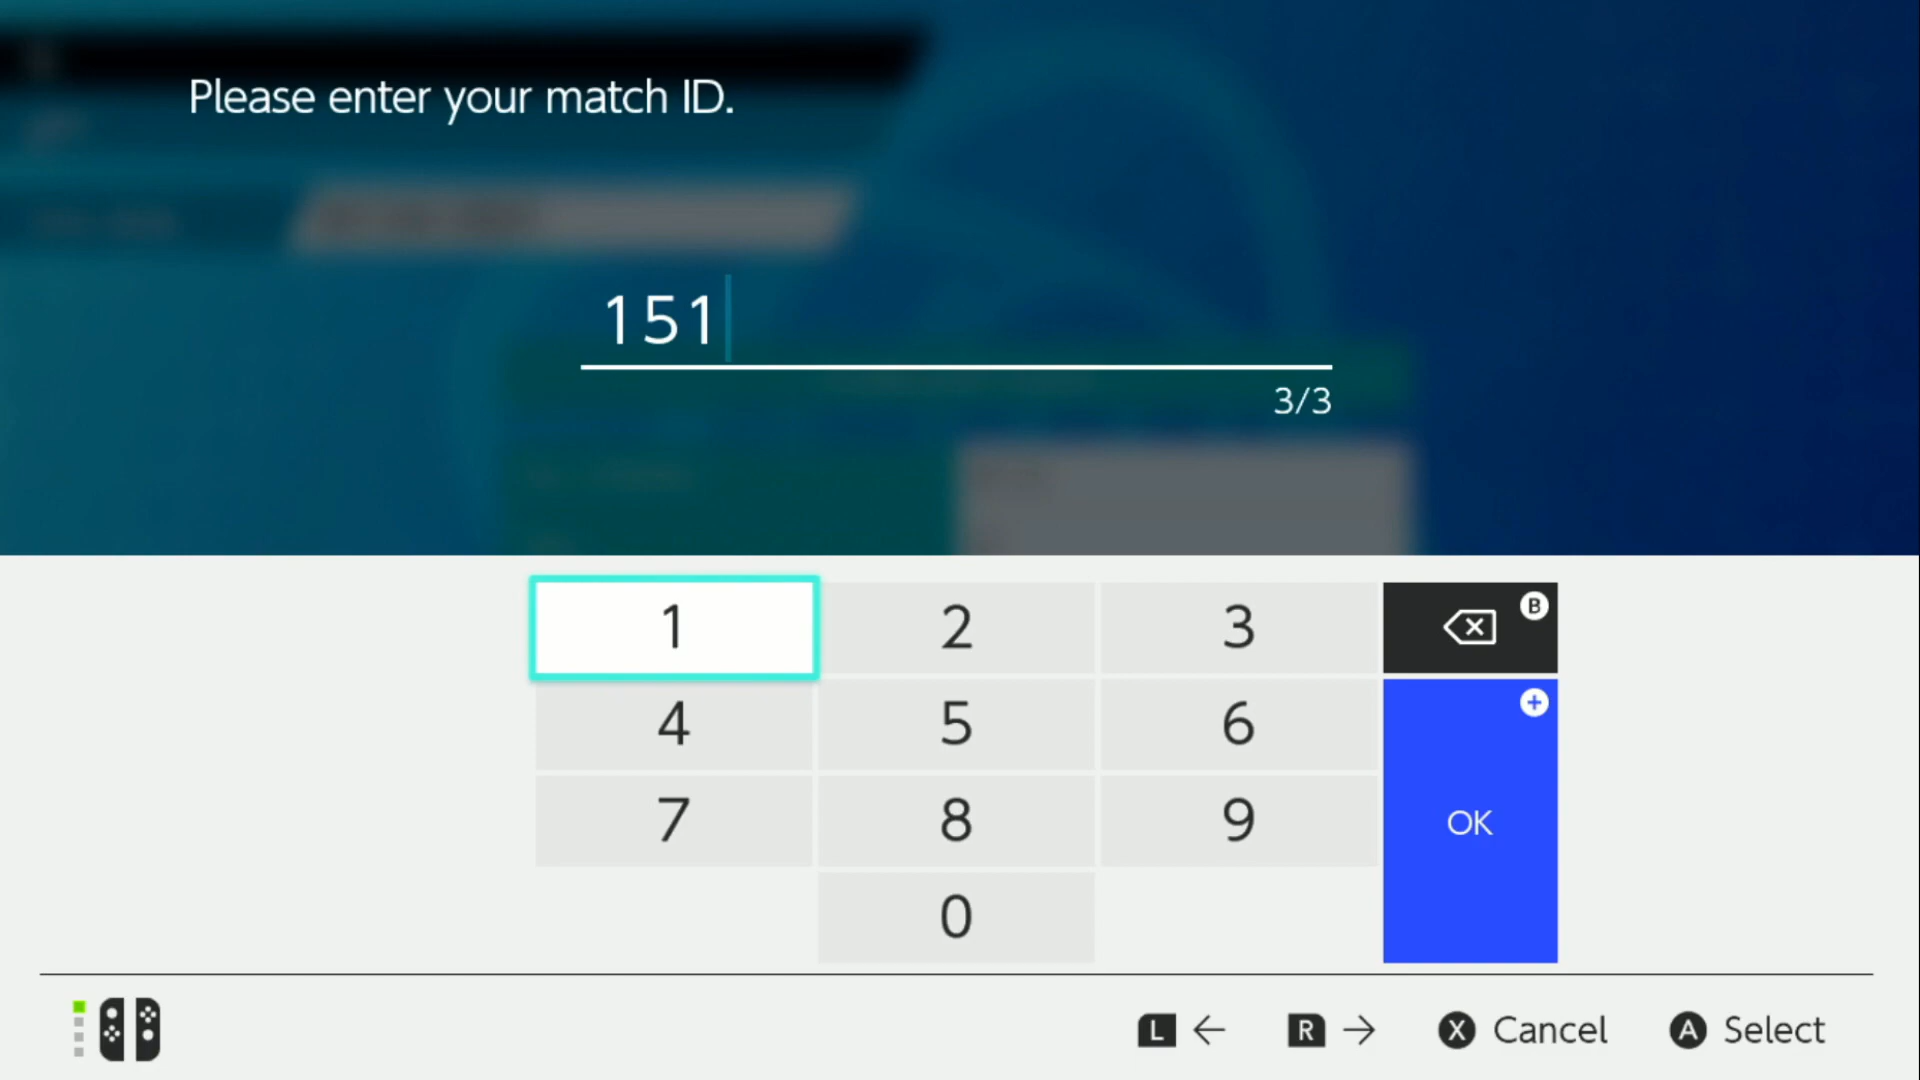 Please enter your match ID.
151
3/3
1 2 3 B
4 5 6 +
7 8 9 OK
0
L ← R → X Cancel A Select